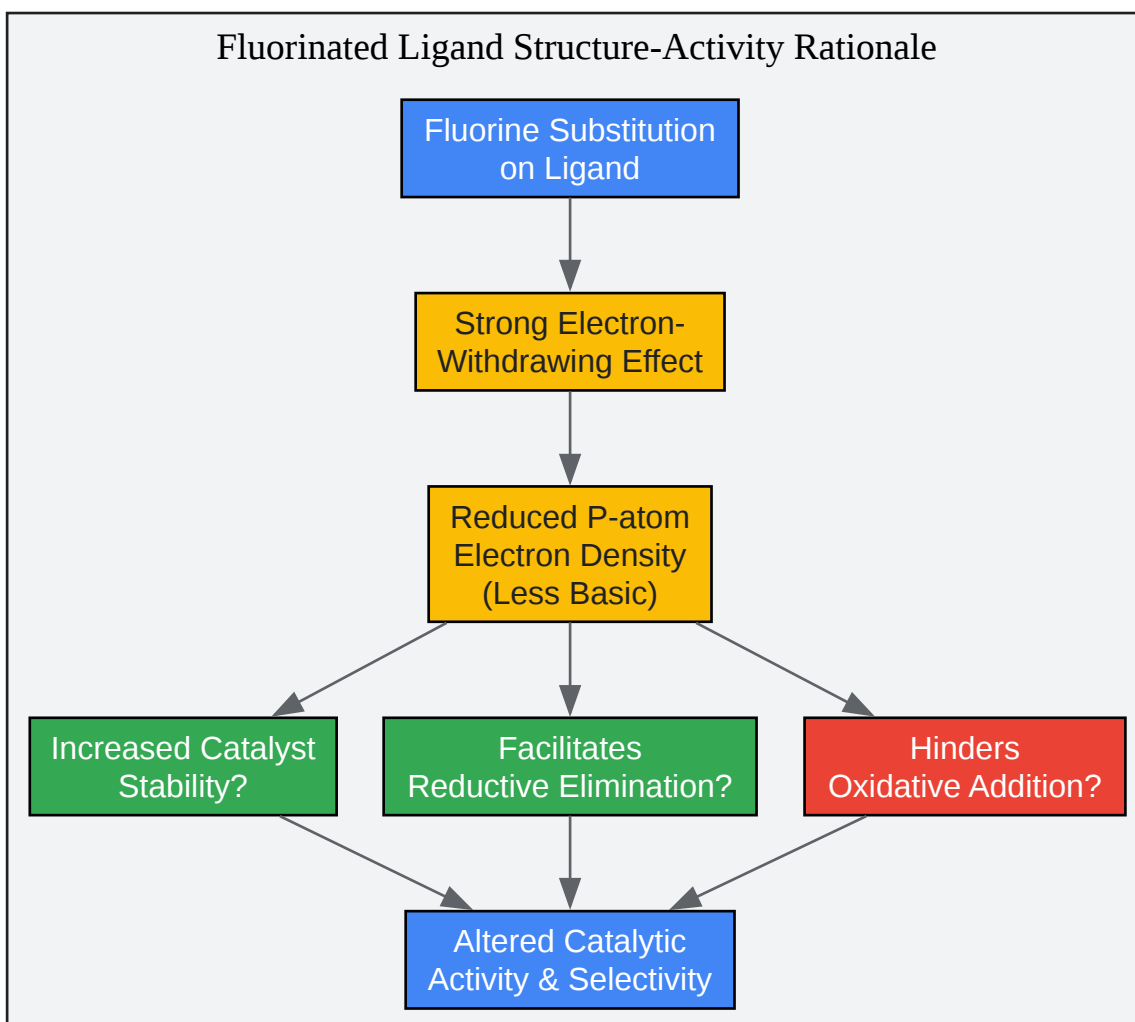 Fluorinated Ligand Structure-Activity Rationale
Fluorine Substitution
on Ligand
Strong Electron-
Withdrawing Effect
Reduced P-atom
Electron Density
(Less Basic)
Increased Catalyst
Stability?
Facilitates
Reductive Elimination?
Hinders
Oxidative Addition?
Altered Catalytic
Activity & Selectivity